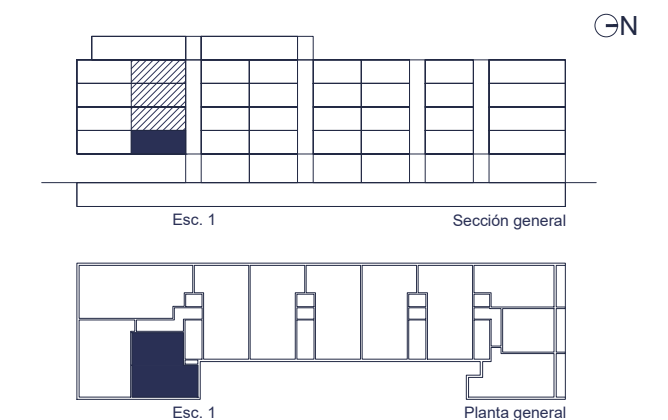 N
Esc. 1
Sección general
Esc. 1
Planta general